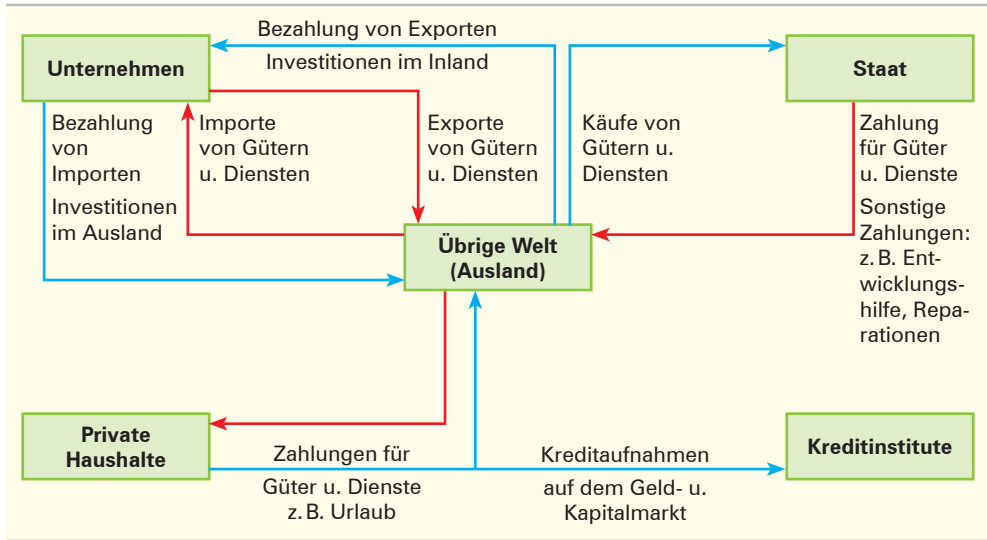 Bezahlung von Exporten
Investitionen im Inland
Unternehmen
Staat
Bezahlung
von
Importen
Investitionen
im Ausland
Importe
von Gütern
u. Diensten
Exporte
von Gütern
u. Diensten
Käufe von
Gütern u.
Diensten
Zahlung
für Güter
u. Dienste
Sonstige
Zahlungen:
z. B. Ent-
wicklungs-
hilfe, Repa-
rationen
Übrige Welt
(Ausland)
Private
Haushalte
Zahlungen für
Güter u. Dienste
z. B. Urlaub
Kreditaufnahmen
auf dem Geld- u.
Kapitalmarkt
Kreditinstitute